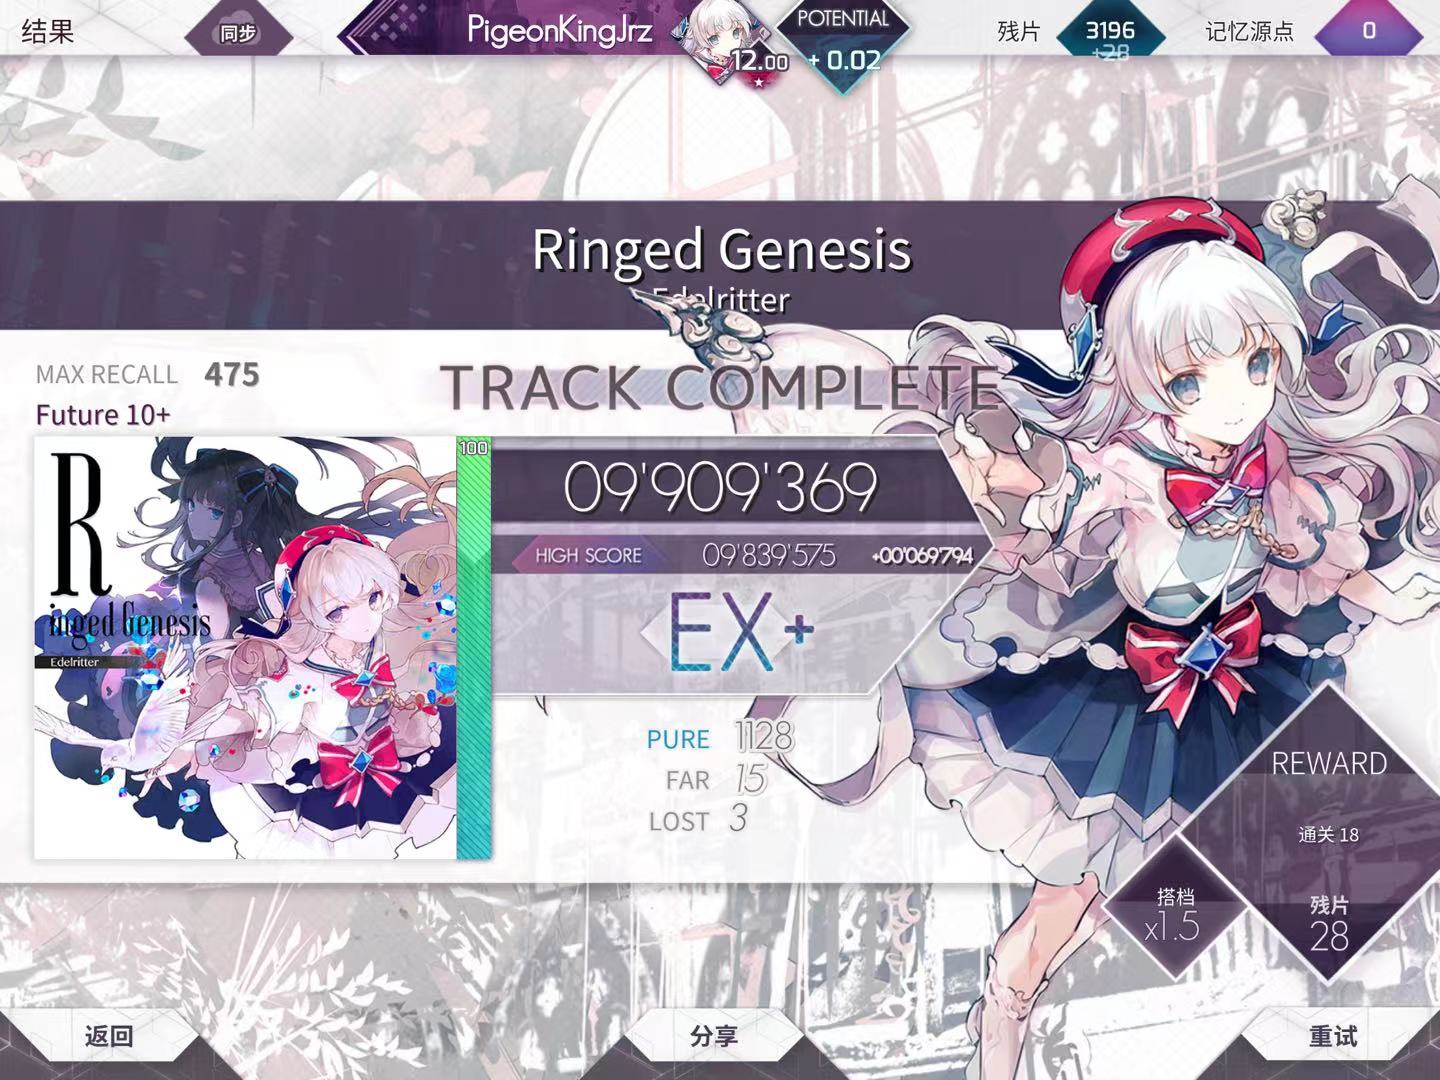 结果
同步
PigeonKingJrz
12.00
POTENTIAL
+ 0.02
残片
3196
+28
记忆源点
0
Ringed Genesis
Edelritter
MAX RECALL 475
TRACK COMPLETE
Future 10+
100
R
inged Genesis
Edelritter
09'909'369
HIGH SCORE 09'839'575 +00'069'794
EX+
PURE 1128
FAR 15
LOST 3
REWARD
通关 18
搭档
x1.5
残片
28
返回
分享
重试